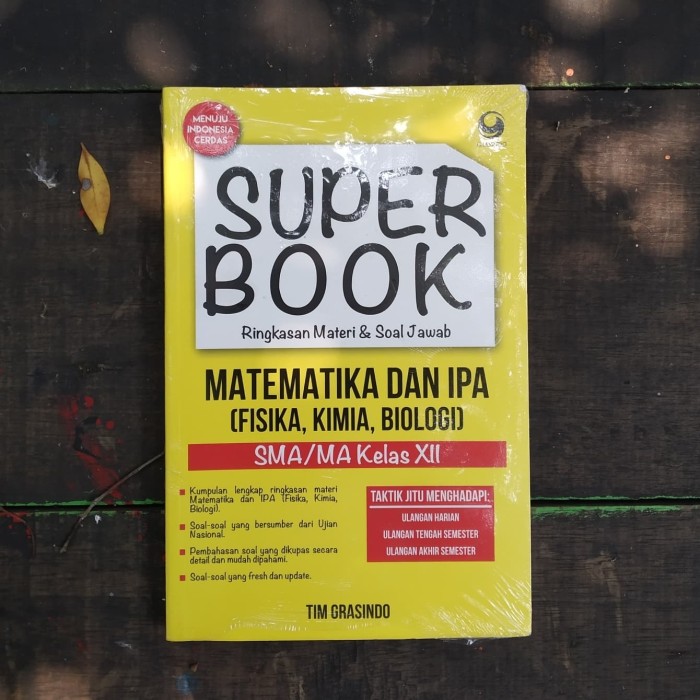 MENUJU
INDONESIA
CERDAS
SUPER
BOOK
Ringkasan Materi & Soal Jawab
MATEMATIKA DAN IPA
(FISIKA, KIMIA, BIOLOGI)
SMA/MA Kelas XII
Kumpulan lengkap ringkasan materi
Matematika dan IPA (Fisika, Kimia,
Biologi).
Soal-soal yang bersumber dari Ujian
Nasional.
Pembahasan soal yang dikupas secara
detail dan mudah dipahami.
Soal-soal yang fresh dan update.
TAKTIK JITU MENGHADAPI:
ULANGAN HARIAN
ULANGAN TENGAH SEMESTER
ULANGAN AKHIR SEMESTER
TIM GRASINDO